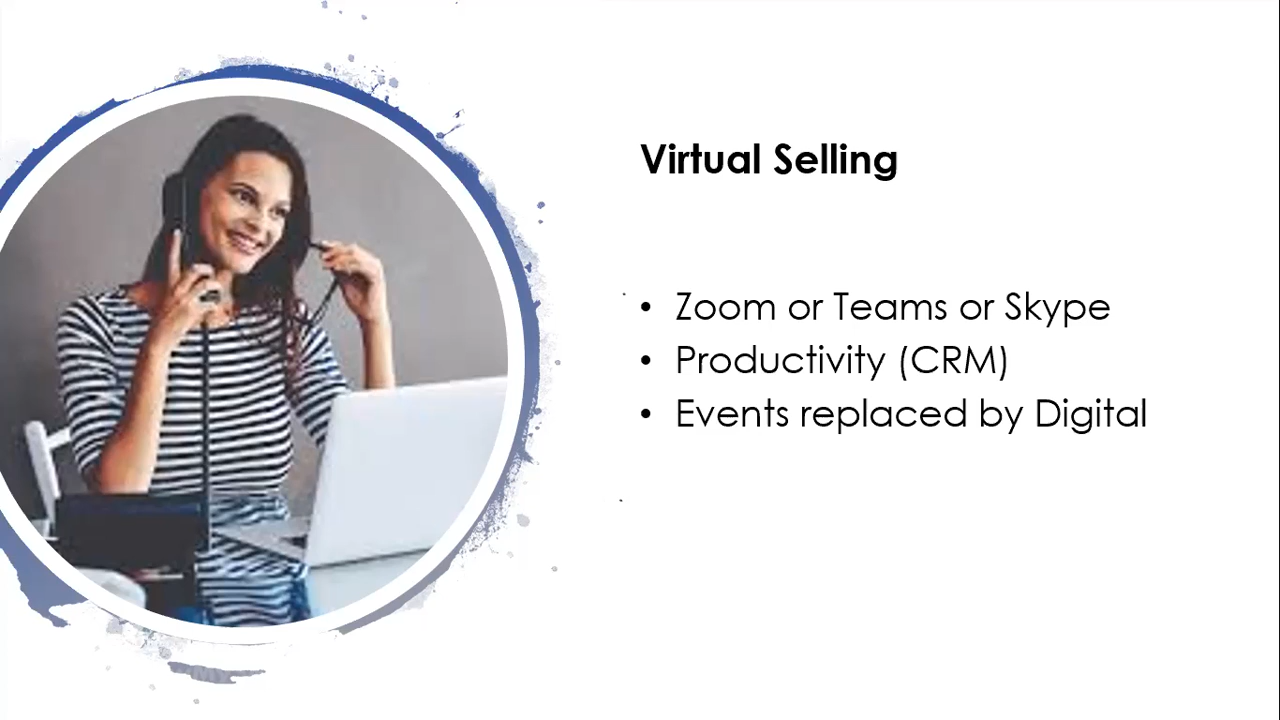 Virtual Selling
• Zoom or Teams or Skype
• Productivity (CRM)
• Events replaced by Digital